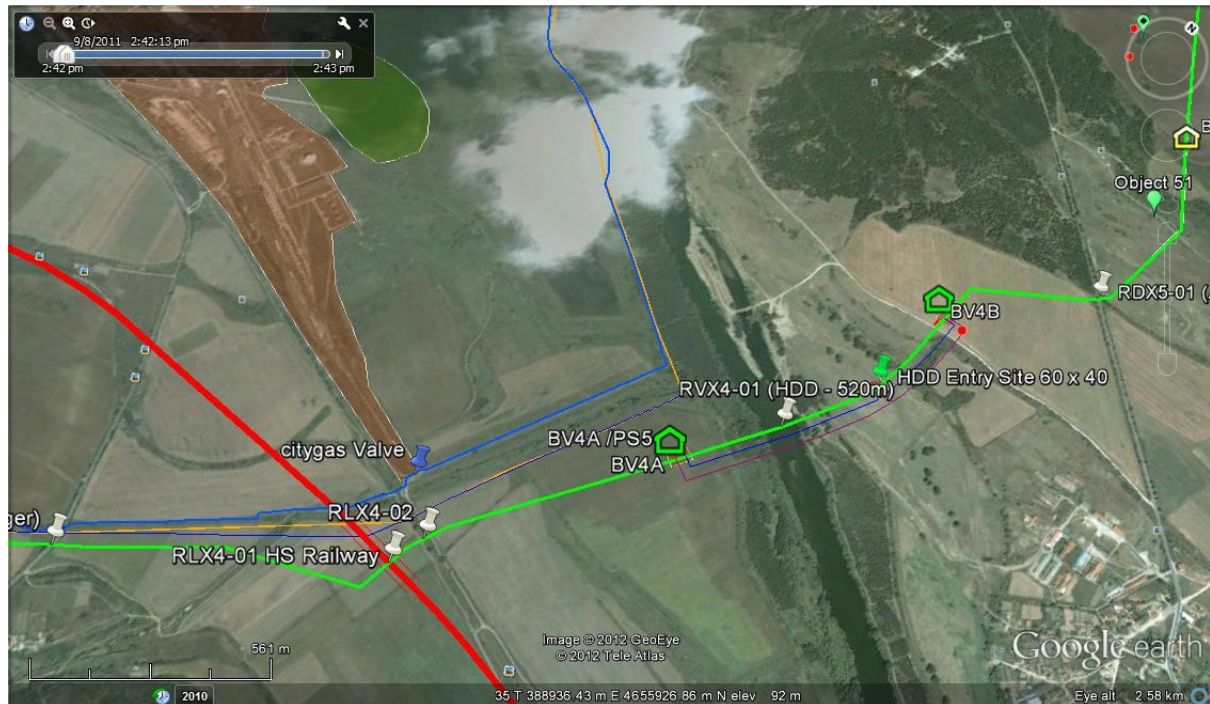 9/8/2011 2:42:13 pm
2:42 pm
2:43 pm
Object 51
BV4B
RDX5-01 (
HDD Entry Site 60 x 40
RVX4-01 (HDD - 520m)
BV4A /PS5
BV4A
citygas Valve
RLX4-02
ger)
RLX4-01 HS Railway
561 m
Image © 2012 GeoEye
© 2012 Tele Atlas
Google earth
2010
35 T 388936.43 m E 4655926.86 m N elev 92 m
Eye alt 2.58 km